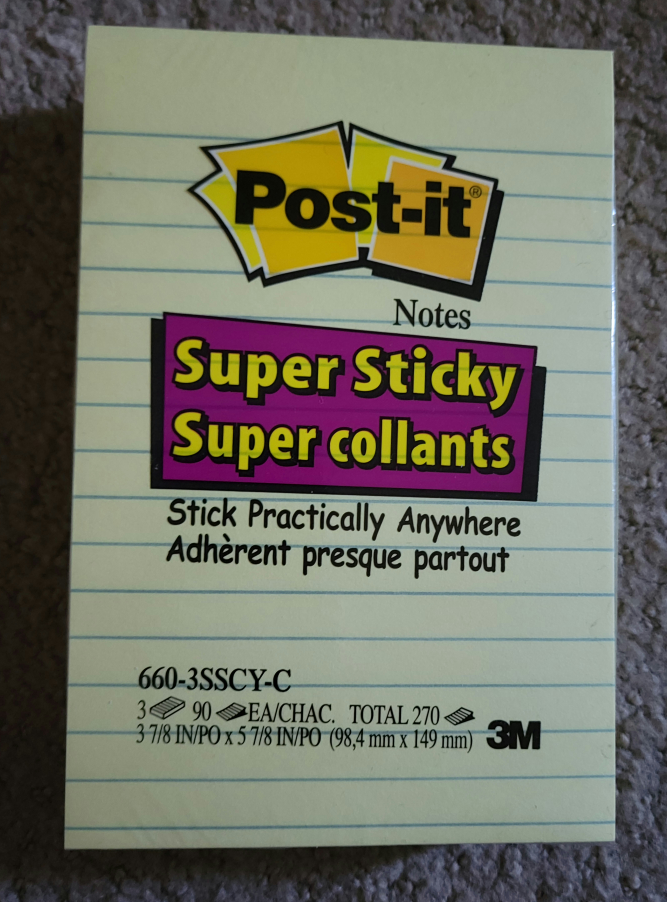 Post-it®
Notes
Super Sticky
Super collants
Stick Practically Anywhere
Adhèrent presque partout
660-3SSCY-C
3 90 EA/CHAC. TOTAL 270
3 7/8 IN/PO x 5 7/8 IN/PO (98,4 mm x 149 mm) 3M